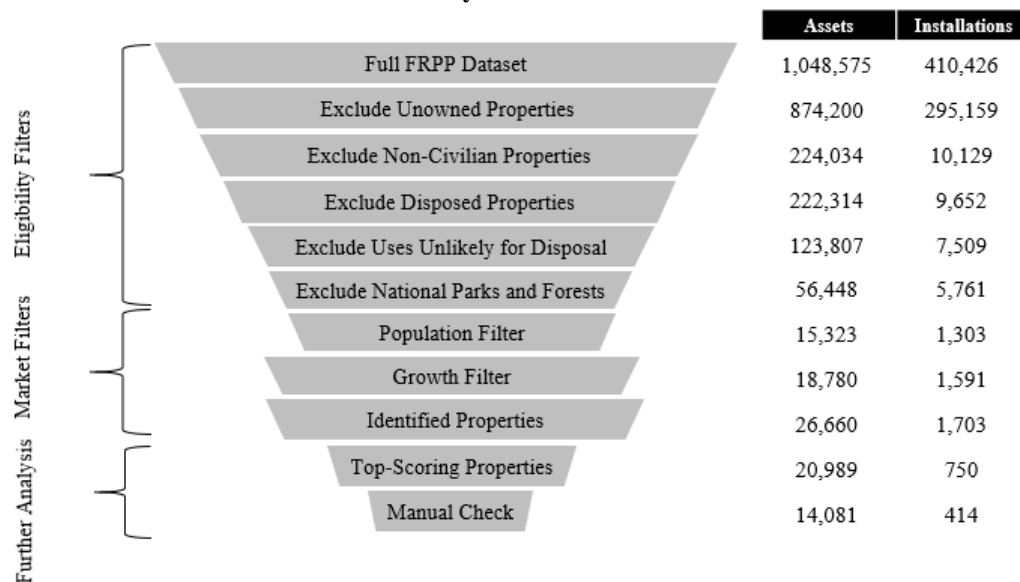 Assets Installations
Full FRPP Dataset 1,048,575 410,426
Exclude Unowned Properties 874,200 295,159
Exclude Non-Civilian Properties 224,034 10,129
Exclude Disposed Properties 222,314 9,652
Exclude Uses Unlikely for Disposal 123,807 7,509
Exclude National Parks and Forests 56,448 5,761
Population Filter 15,323 1,303
Growth Filter 18,780 1,591
Identified Properties 26,660 1,703
Top-Scoring Properties 20,989 750
Manual Check 14,081 414
Eligibility Filters
Market Filters
Further Analysis